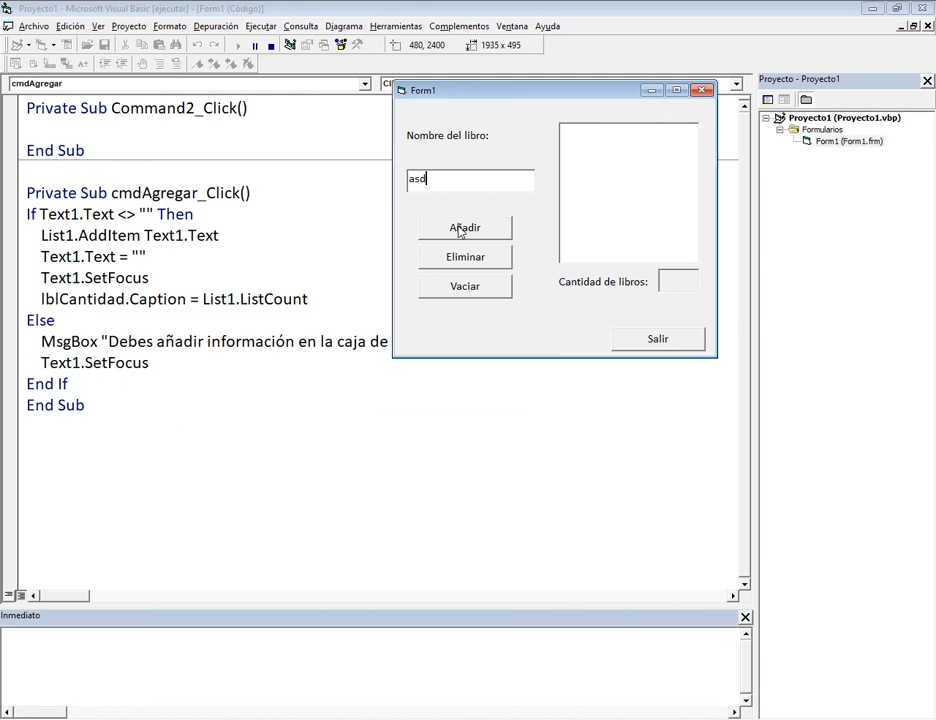 Proyecto1 - Microsoft Visual Basic [ejecutar] - [Form1 (Código)]
Archivo Edición Ver Proyecto Formato Depuración Ejecutar Consulta Diagrama Herramientas Complementos Ventana Ayuda
480, 2400 1935 x 495
cmdAgregar
Private Sub Command2_Click()
End Sub
Private Sub cmdAgregar_Click()
If Text1.Text <> "" Then
List1.AddItem Text1.Text
Text1.Text = ""
Text1.SetFocus
lblCantidad.Caption = List1.ListCount
Else
MsgBox "Debes añadir información en la caja de
Text1.SetFocus
End If
End Sub
Form1
Nombre del libro:
asd
Añadir
Eliminar
Vaciar
Cantidad de libros:
Salir
Proyecto - Proyecto1
Proyecto1 (Proyecto1.vbp)
Formularios
Form1 (Form1.frm)
Inmediato